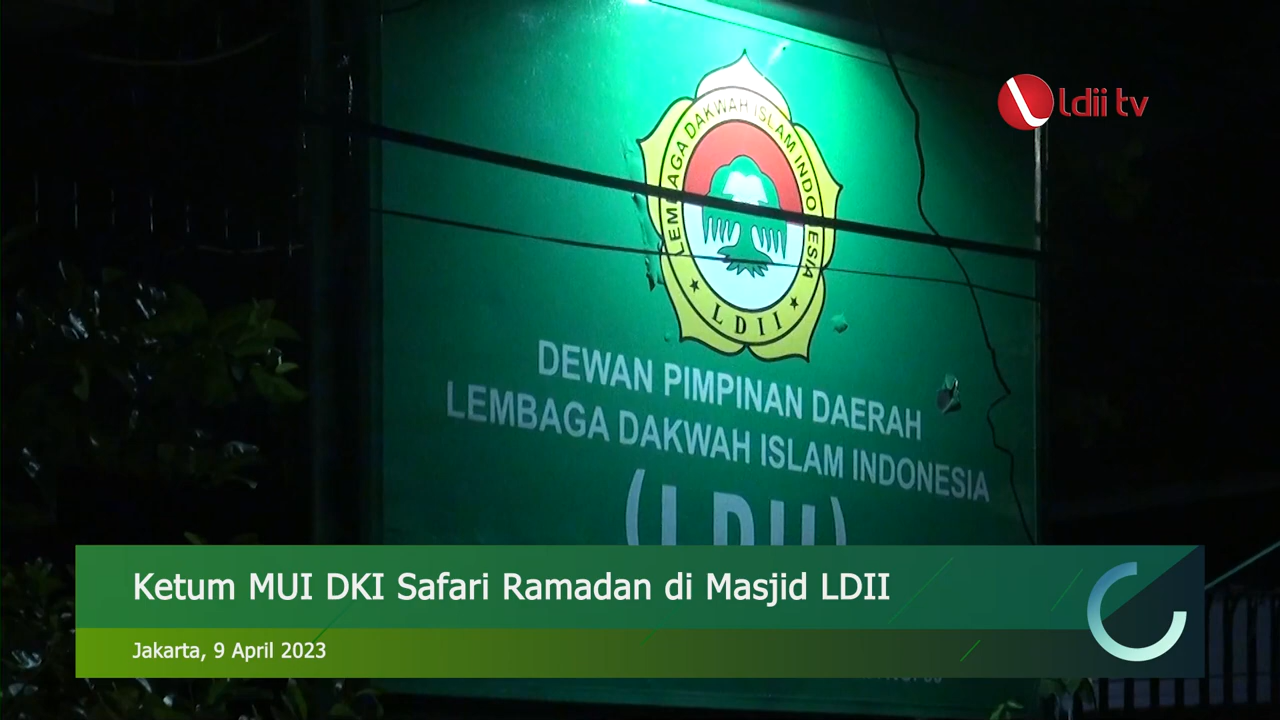 ldii tv
LEMBAGA DAKWAH ISLAM INDONESIA
LDII
DEWAN PIMPINAN DAERAH
LEMBAGA DAKWAH ISLAM INDONESIA
(LDII)
Ketum MUI DKI Safari Ramadan di Masjid LDII
Jakarta, 9 April 2023